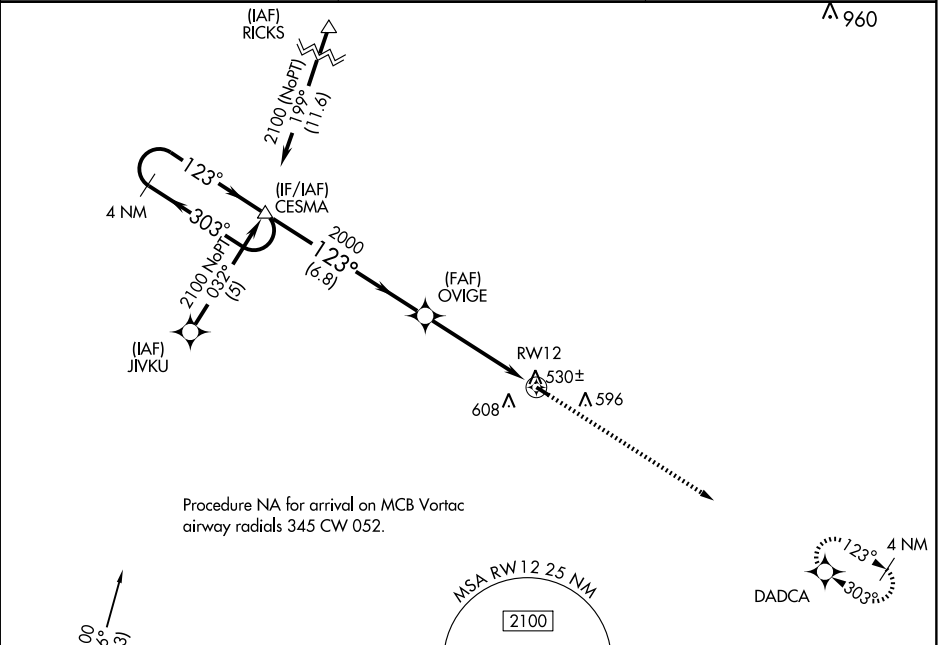 (IAF)
RICKS
960
2100 (NoPT)
199°
(11.6)
123°
4 NM
303°
(IF/IAF)
CESMA
2000
123°
(6.8)
2100 NoPT
032°
(5)
(IAF)
JIVKU
(FAF)
OVIGE
RW12
530±
608
596
Procedure NA for arrival on MCB Vortac
airway radials 345 CW 052.
123°
4 NM
303°
DADCA
MSA RW12 25 NM
2100